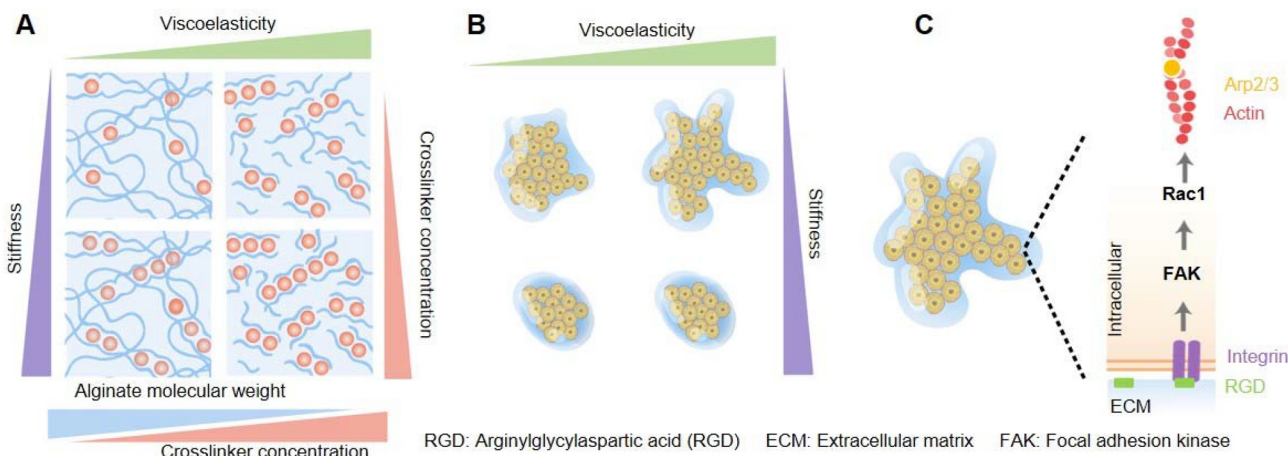 A
Viscoelasticity
Stiffness
Crosslinker concentration
Alginate molecular weight
Crosslinker concentration
B
Viscoelasticity
Stiffness
C
Arp2/3
Actin
Rac1
FAK
Intracellular
Integrin
RGD
ECM
RGD: Arginylglycylaspartic acid (RGD) ECM: Extracellular matrix FAK: Focal adhesion kinase